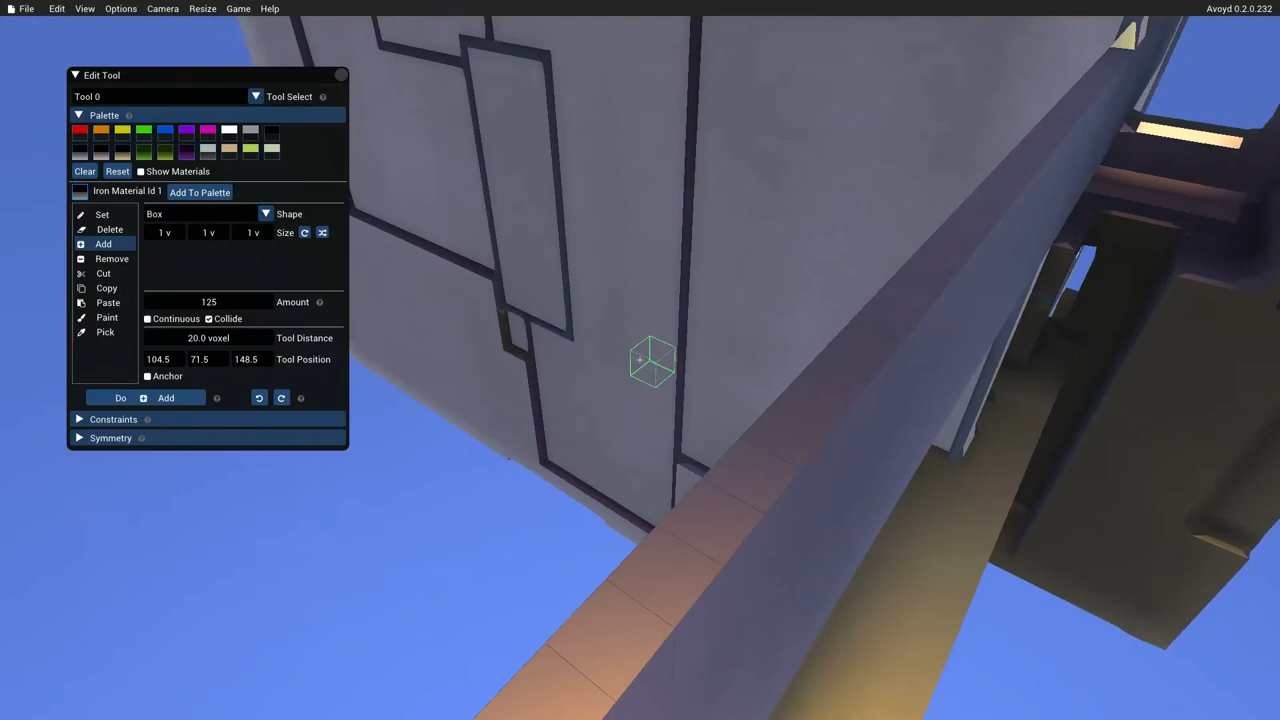 File Edit View Options Camera Resize Game Help Avoyd 0.2.0.232
Edit Tool
Tool 0 Tool Select ?
Palette ?
Clear Reset Show Materials
Iron Material Id 1 Add To Palette
Set Box Shape
Delete 1 v 1 v 1 v Size
Add
Remove
Cut
Copy
Paste 125 Amount ?
Paint Continuous Collide
Pick 20.0 voxel Tool Distance
104.5 71.5 148.5 Tool Position
Anchor
Do Add ? ?
Constraints ?
Symmetry ?